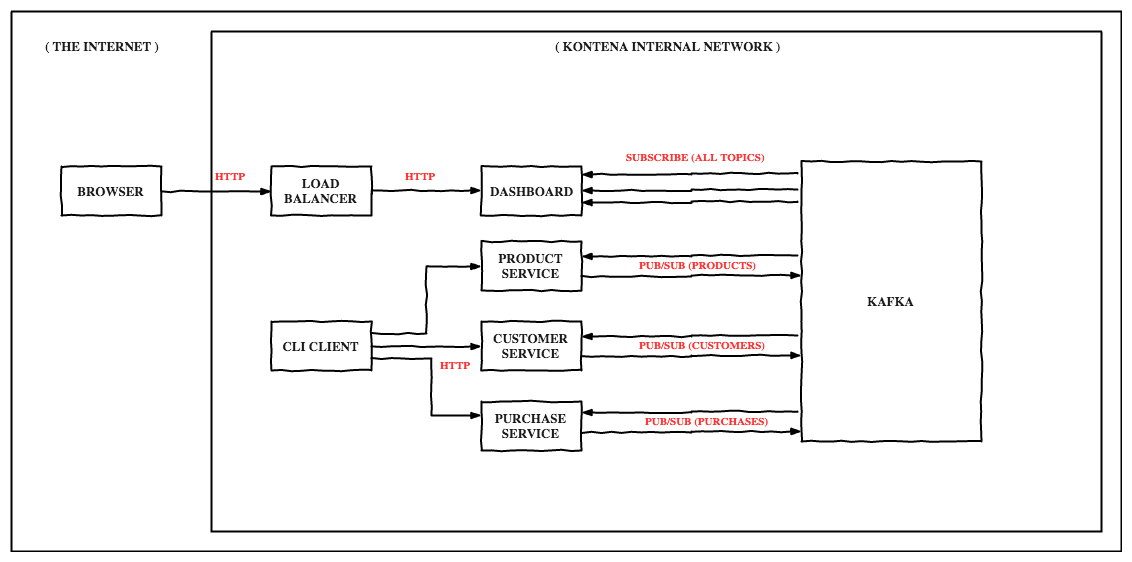 ( THE INTERNET )
( KONTENA INTERNAL NETWORK )
SUBSCRIBE (ALL TOPICS)
HTTP
HTTP
BROWSER
LOAD
BALANCER
DASHBOARD
PRODUCT
SERVICE
PUB/SUB (PRODUCTS)
KAFKA
CLI CLIENT
CUSTOMER
SERVICE
PUB/SUB (CUSTOMERS)
HTTP
PURCHASE
SERVICE
PUB/SUB (PURCHASES)